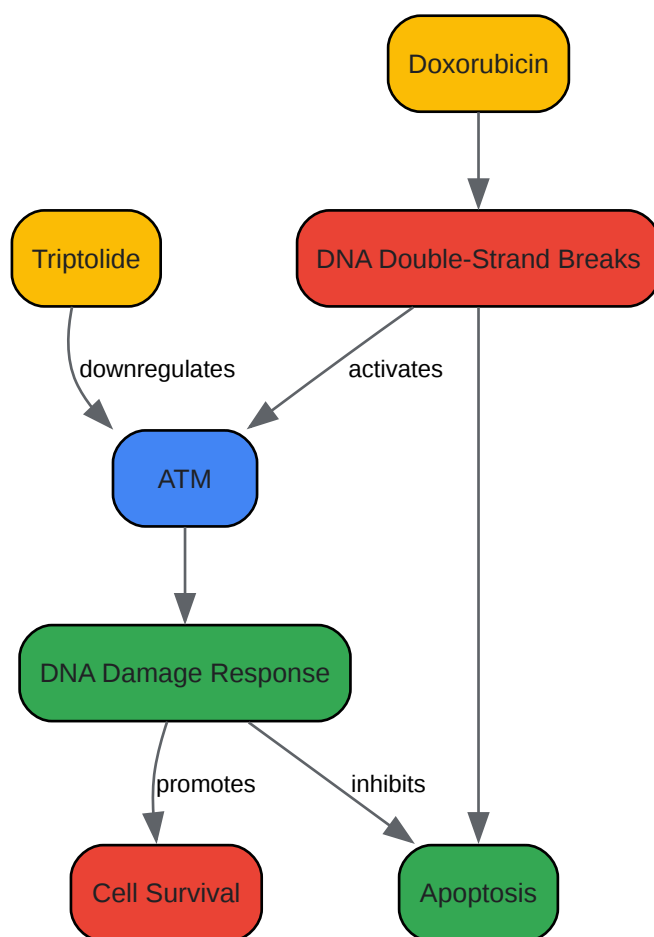 Doxorubicin
Triptolide
DNA Double-Strand Breaks
downregulates
activates
ATM
DNA Damage Response
promotes
inhibits
Cell Survival
Apoptosis